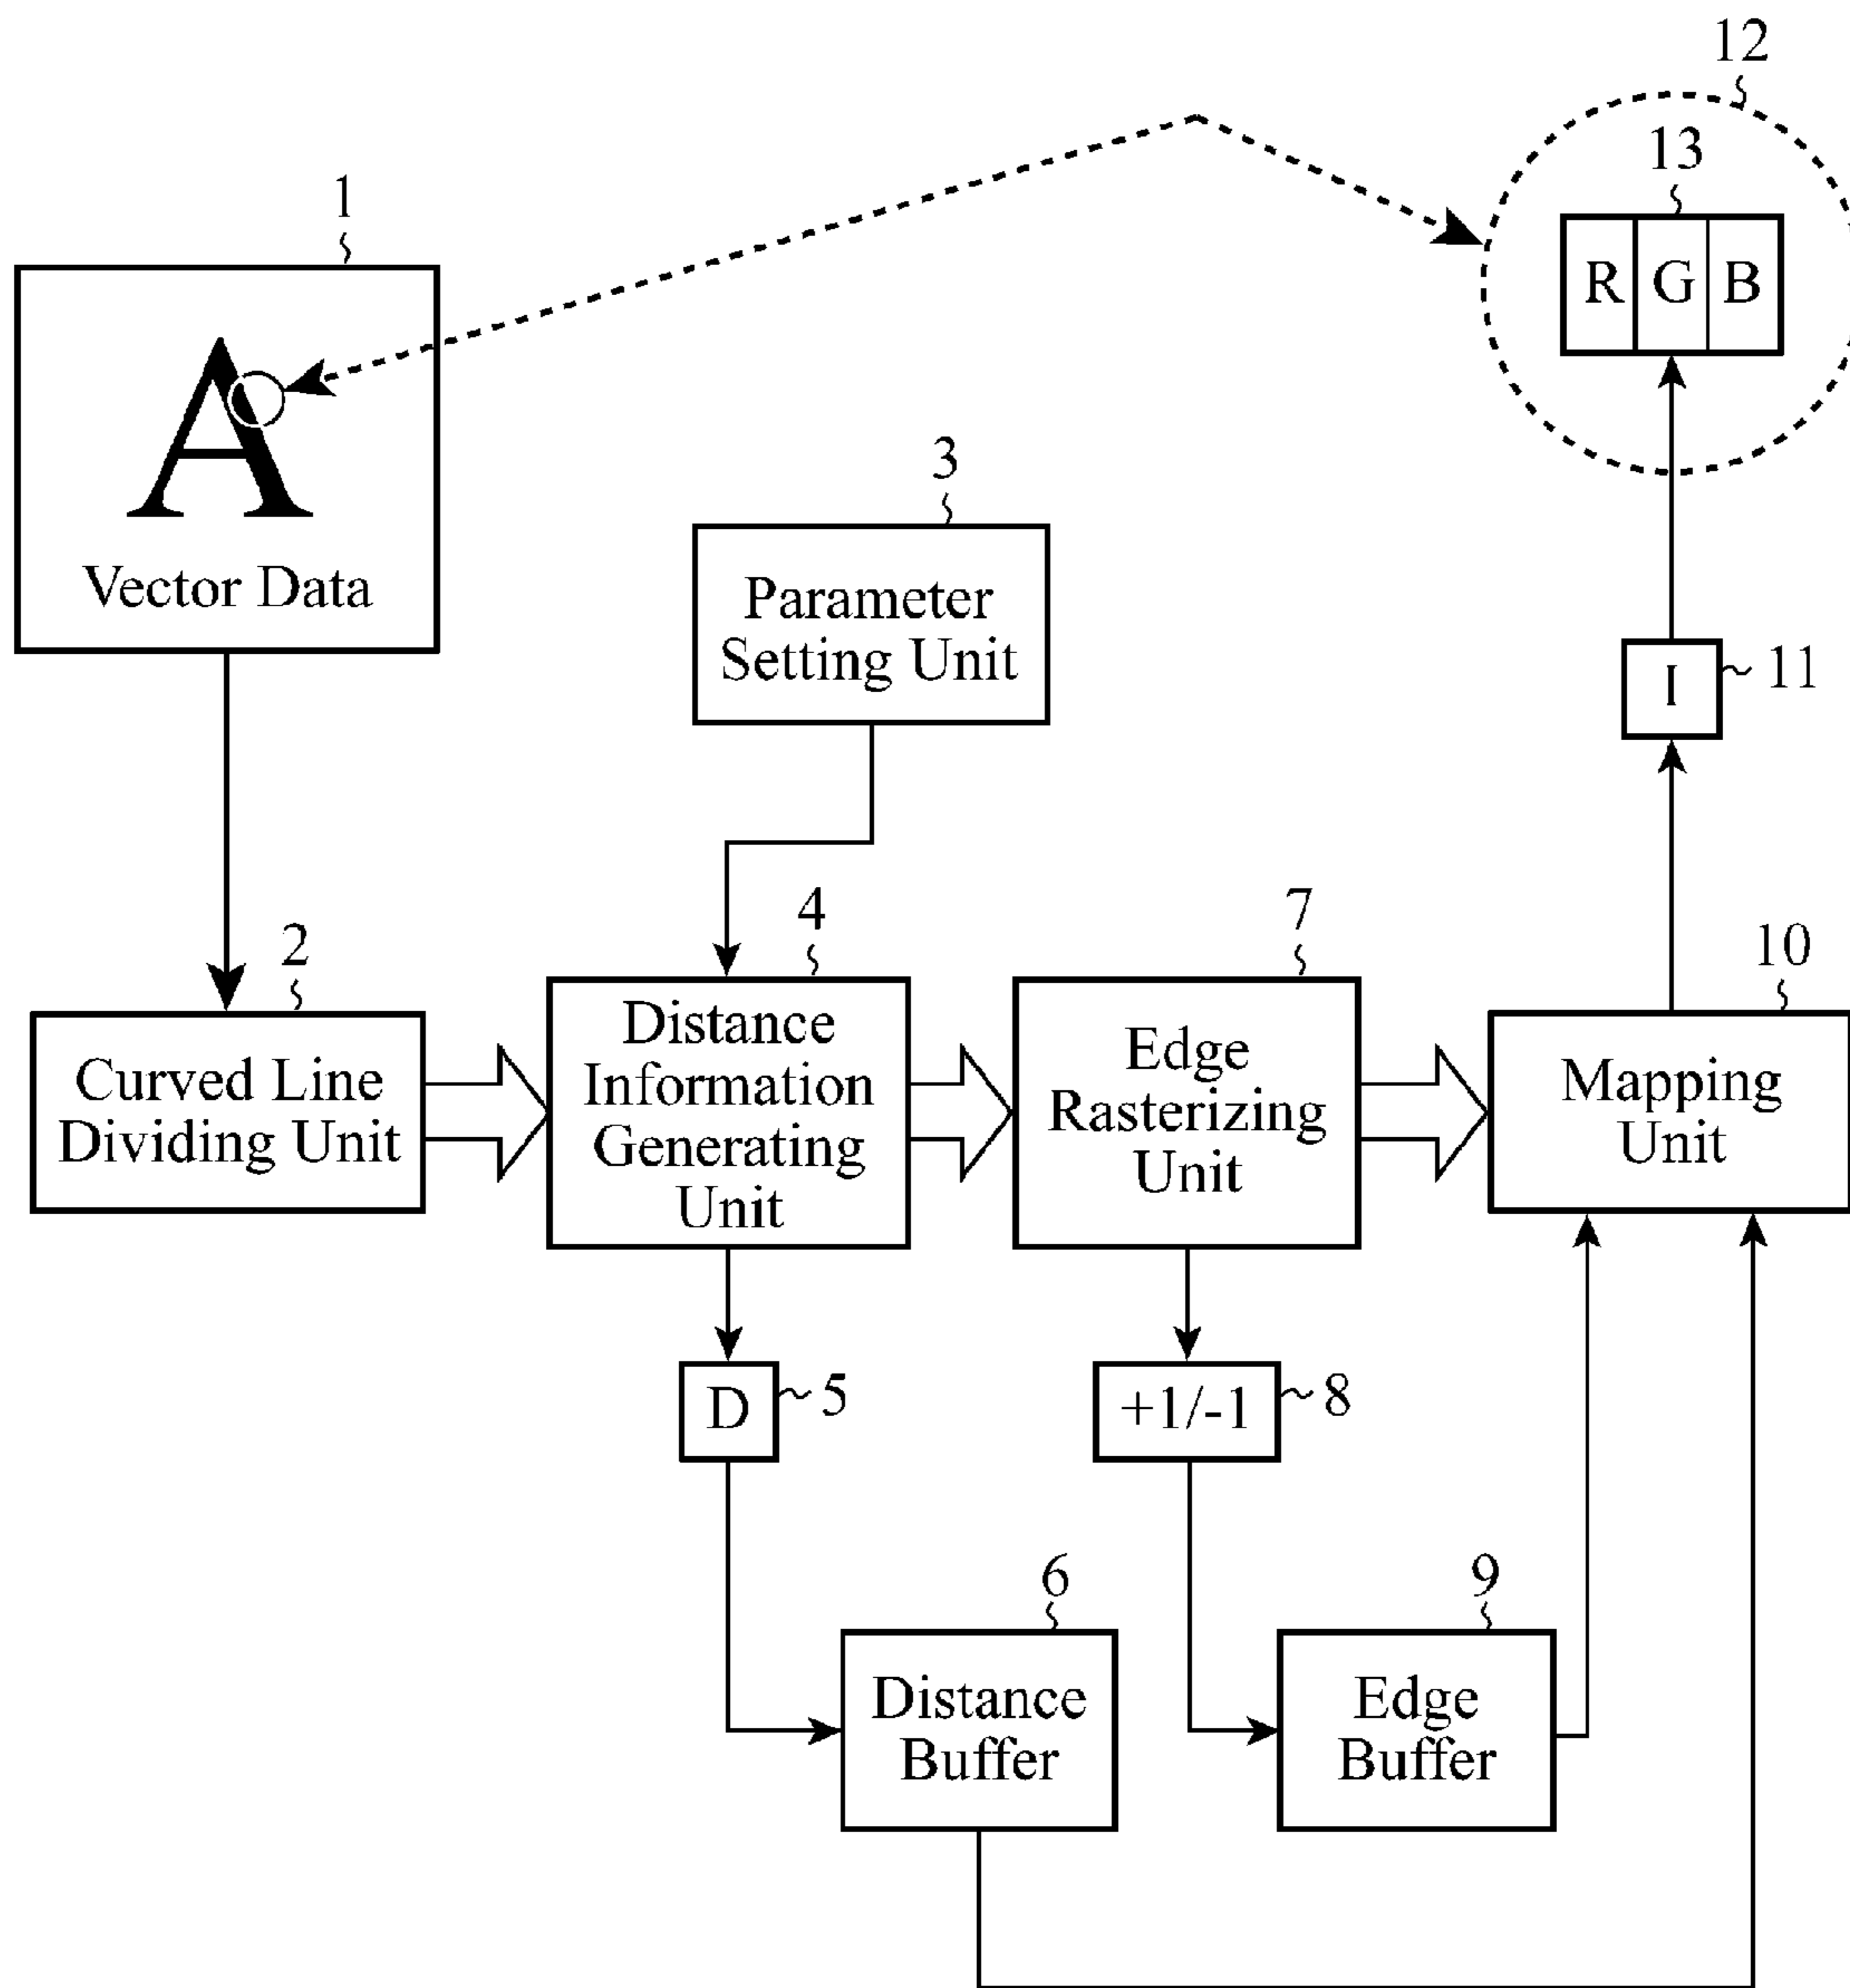 12
13
R G B
1
A
Vector Data
3
Parameter
Setting Unit
I
11
2
Curved Line
Dividing Unit
4
Distance
Information
Generating
Unit
7
Edge
Rasterizing
Unit
10
Mapping
Unit
D
5
+1/-1
8
6
Distance
Buffer
9
Edge
Buffer